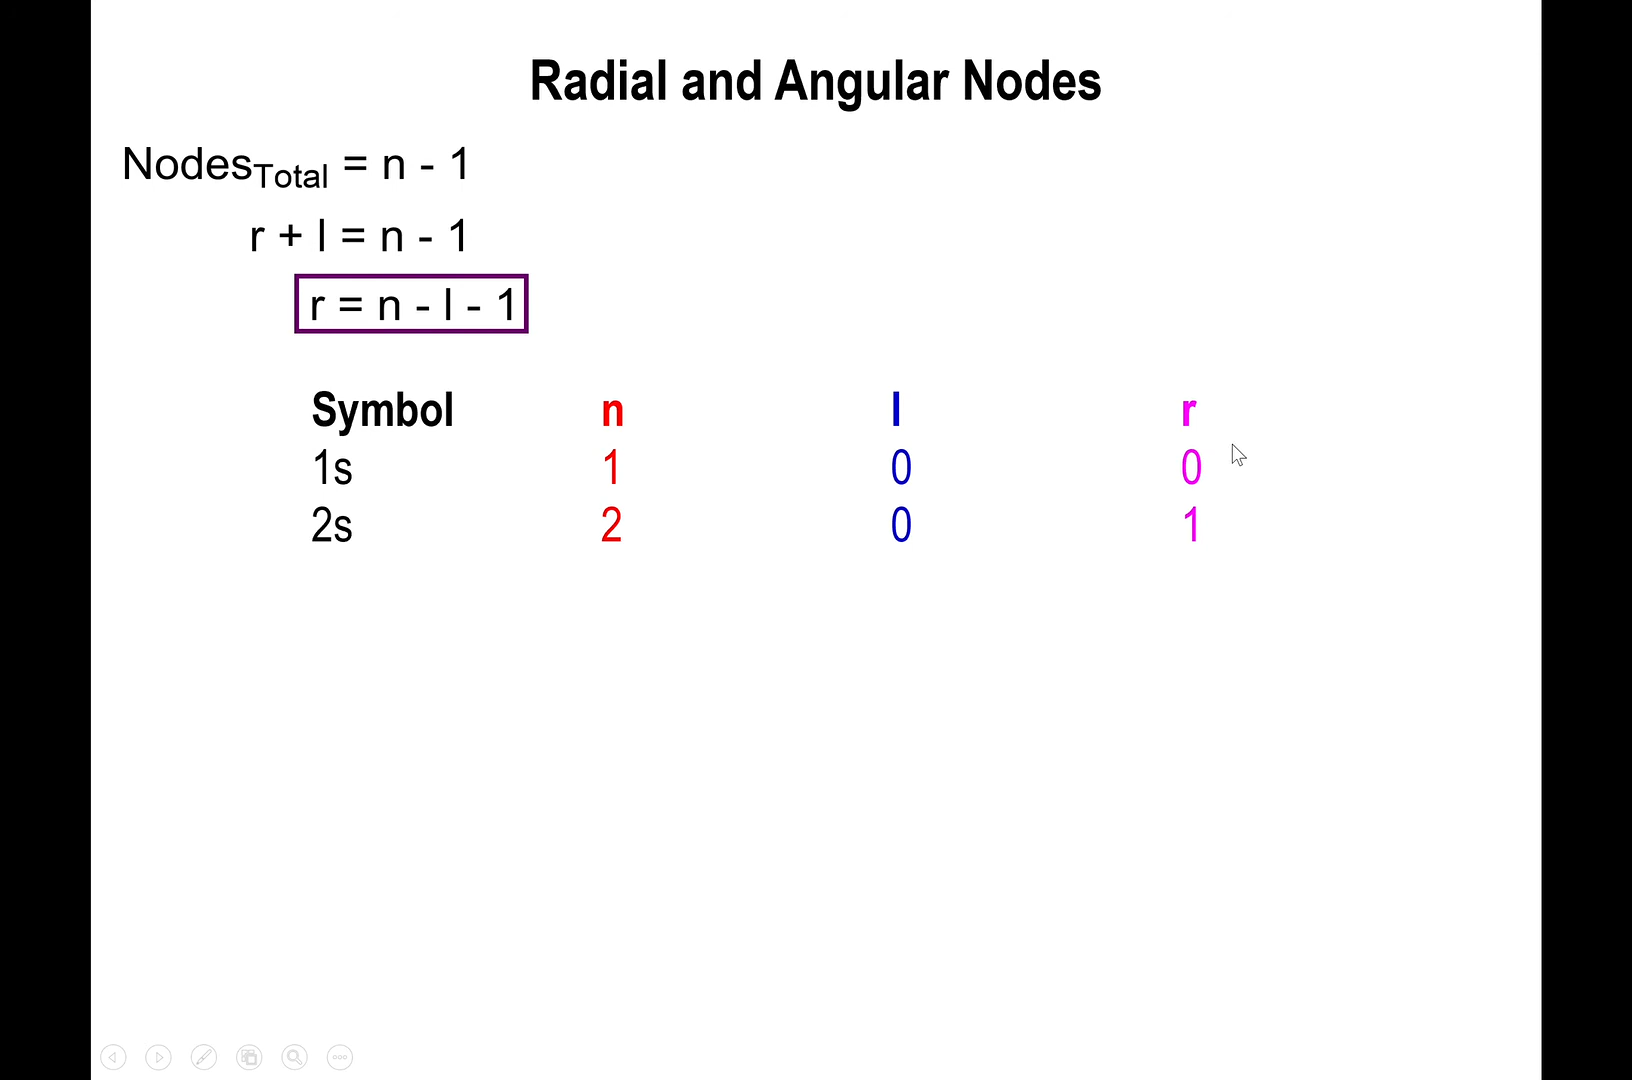 Radial and Angular Nodes
NodesTotal = n - 1
r + l = n - 1
r = n - l - 1
Symbol n l r
1s 1 0 0
2s 2 0 1